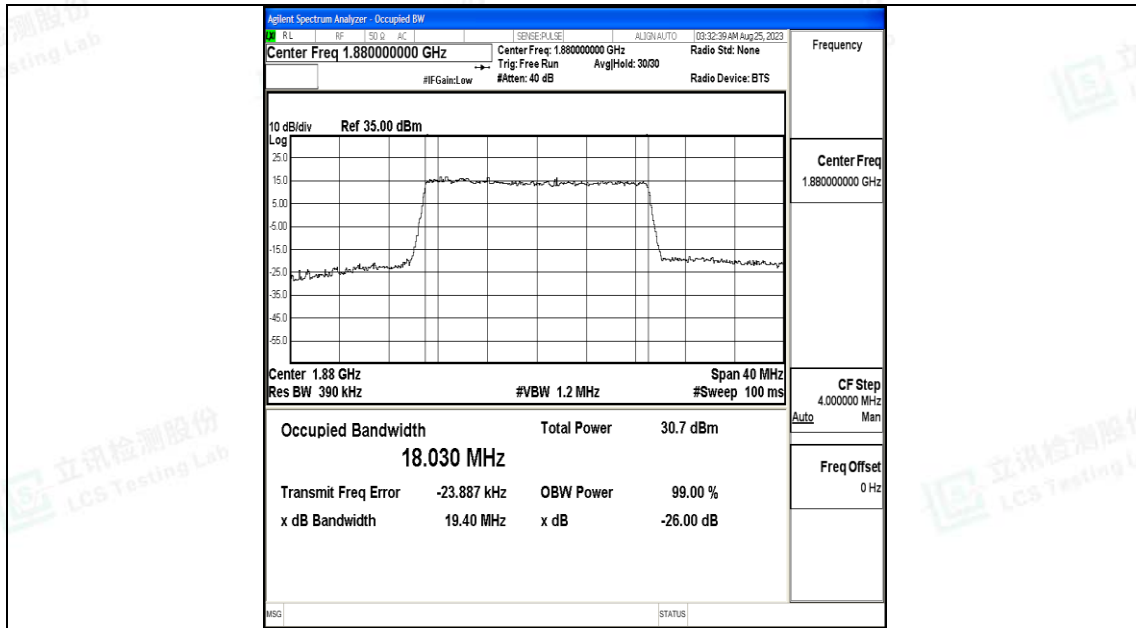 Agilent Spectrum Analyzer - Occupied BW
LXI RL RF 50 Ω AC SENSE:PULSE ALIGN AUTO 03:32:39 AM Aug 25, 2023
Center Freq 1.880000000 GHz
Center Freq: 1.880000000 GHz Radio Std: None
Trig: Free Run Avg|Hold: 30/30
#IFGain:Low #Atten: 40 dB Radio Device: BTS
Frequency
10 dB/div Ref 35.00 dBm
Log
25.0
15.0
5.00
-5.00
-15.0
-25.0
-35.0
-45.0
-55.0
Center 1.88 GHz Span 40 MHz
Res BW 390 kHz #VBW 1.2 MHz #Sweep 100 ms
Center Freq
1.880000000 GHz
CF Step
4.000000 MHz
Auto Man
Freq Offset
0 Hz
Occupied Bandwidth Total Power 30.7 dBm
18.030 MHz
Transmit Freq Error -23.887 kHz OBW Power 99.00 %
x dB Bandwidth 19.40 MHz x dB -26.00 dB
MSG STATUS
立讯检测股份
LCS Testing Lab